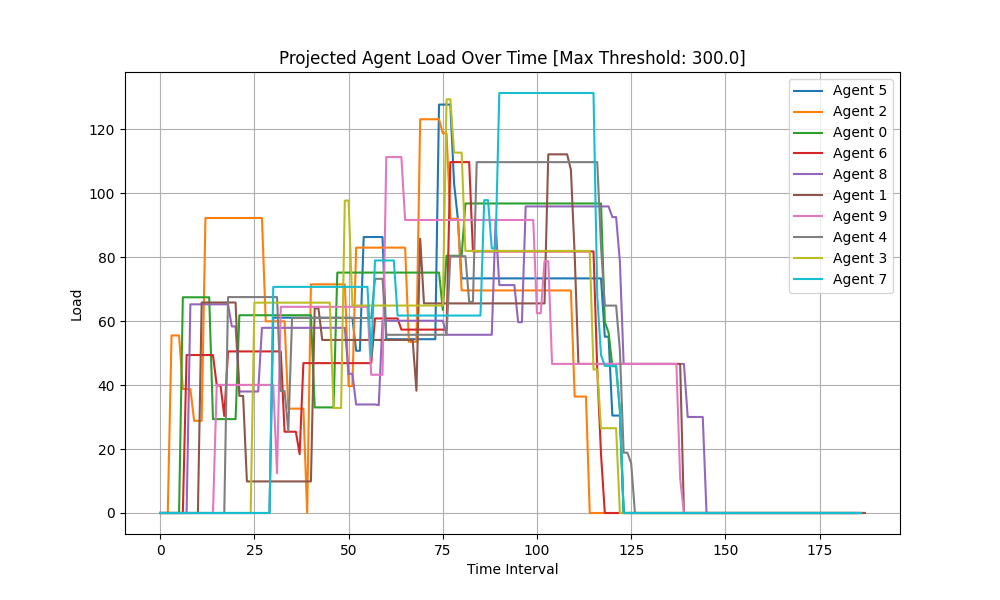 Projected Agent Load Over Time [Max Threshold: 300.0]
Load
120
100
80
60
40
20
0
0 25 50 75 100 125 150 175
Time Interval
Agent 5
Agent 2
Agent 0
Agent 6
Agent 8
Agent 1
Agent 9
Agent 4
Agent 3
Agent 7